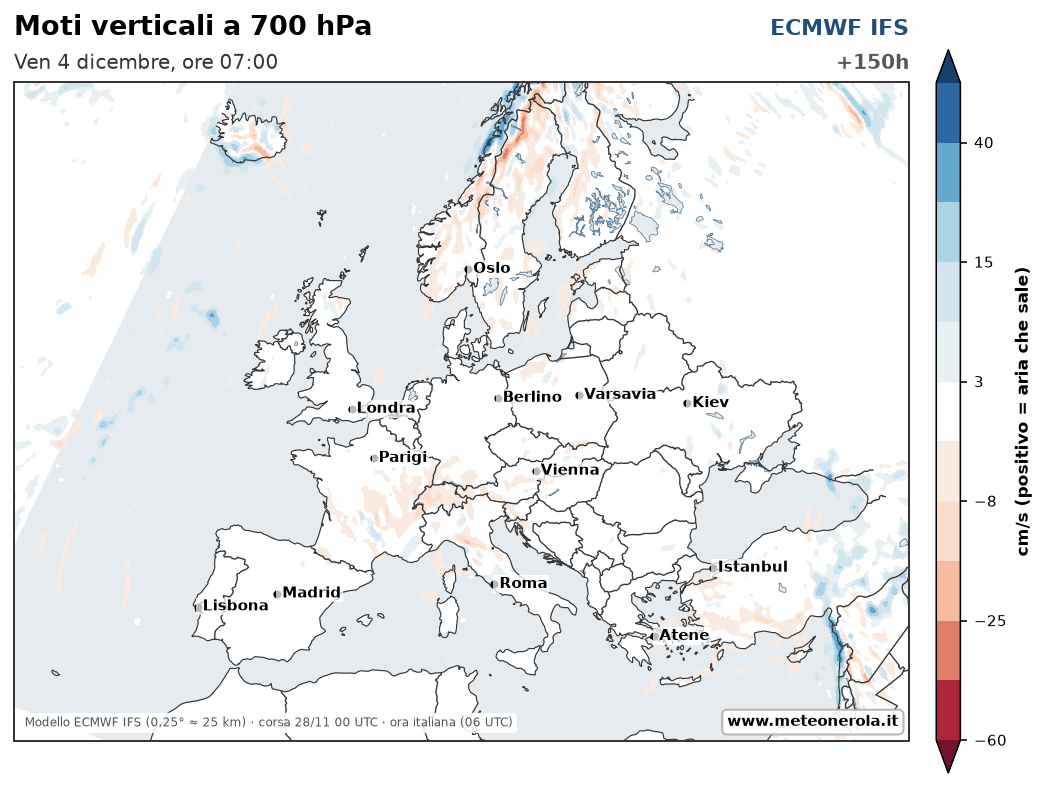 Moti verticali a 700 hPa
ECMWF IFS
Ven 4 dicembre, ore 07:00
+150h
40
15
3
−8
−25
−60
cm/s (positivo = aria che sale)
Oslo
Berlino
Varsavia
Kiev
Londra
Parigi
Vienna
Istanbul
Roma
Madrid
Lisbona
Atene
Modello ECMWF IFS (0,25° ≈ 25 km) · corsa 28/11 00 UTC · ora italiana (06 UTC)
www.meteonerola.it